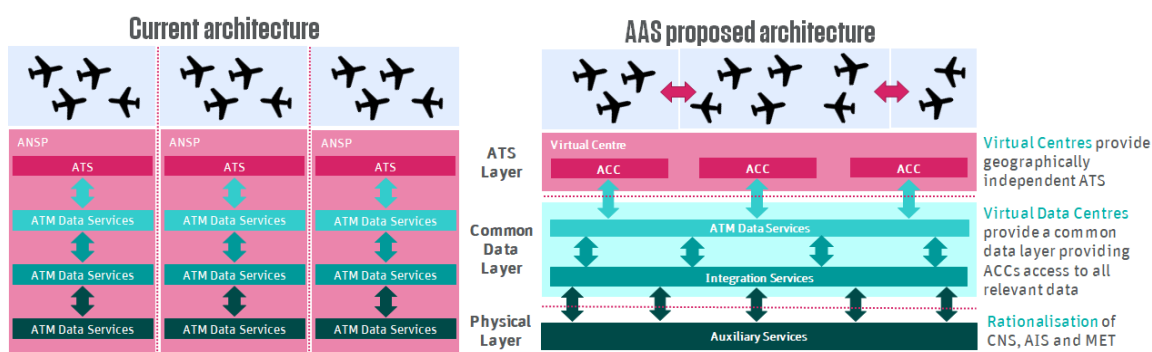 Current architecture
ANSP
ANSP
ANSP
ATS
ATS
ATS
ATM Data Services
ATM Data Services
ATM Data Services
ATM Data Services
ATM Data Services
ATM Data Services
ATM Data Services
ATM Data Services
ATM Data Services
ATS
Layer
Common
Data
Layer
Physical
Layer
AAS proposed architecture
Virtual Centre
ACC
ACC
ACC
ATM Data Services
Integration Services
Auxiliary Services
Virtual Centres provide
geographically
independent ATS
Virtual Data Centres
provide a common
data layer providing
ACCs access to all
relevant data
Rationalisation of
CNS, AIS and MET